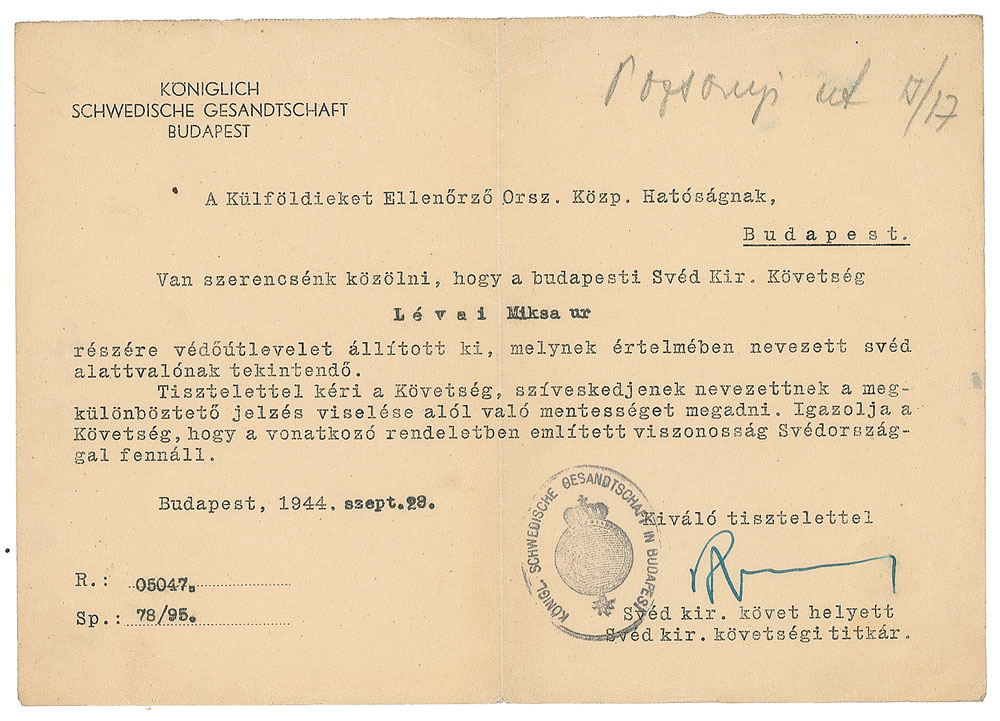 KÖNIGLICH
SCHWEDISCHE GESANDTSCHAFT
BUDAPEST
Pozsonyi út /17
A Külföldieket Ellenőrző Orsz. Közp. Hatóságnak,
Budapest.
Van szerencsénk közölni, hogy a budapesti Svéd Kir. Követség
Lévai Miksa ur
részére védőútlevelet állított ki, melynek értelmében nevezett svéd
alattvalónak tekintendő.
Tisztelettel kéri a Követség, szíveskedjenek nevezettnek a meg-
különböztető jelzés viselése alól való mentességet megadni. Igazolja a
Követség, hogy a vonatkozó rendeletben említett viszonosság Svédország-
gal fennáll.
Budapest, 1944. szept.
KÖNIGL. SCHWEDISCHE GESANDTSCHAFT IN BUDAPEST
Kiváló tisztelettel
R.: 05047.
Sp.: 78/95.
Svéd kir. követ helyett
Svéd kir. követségi titkár.